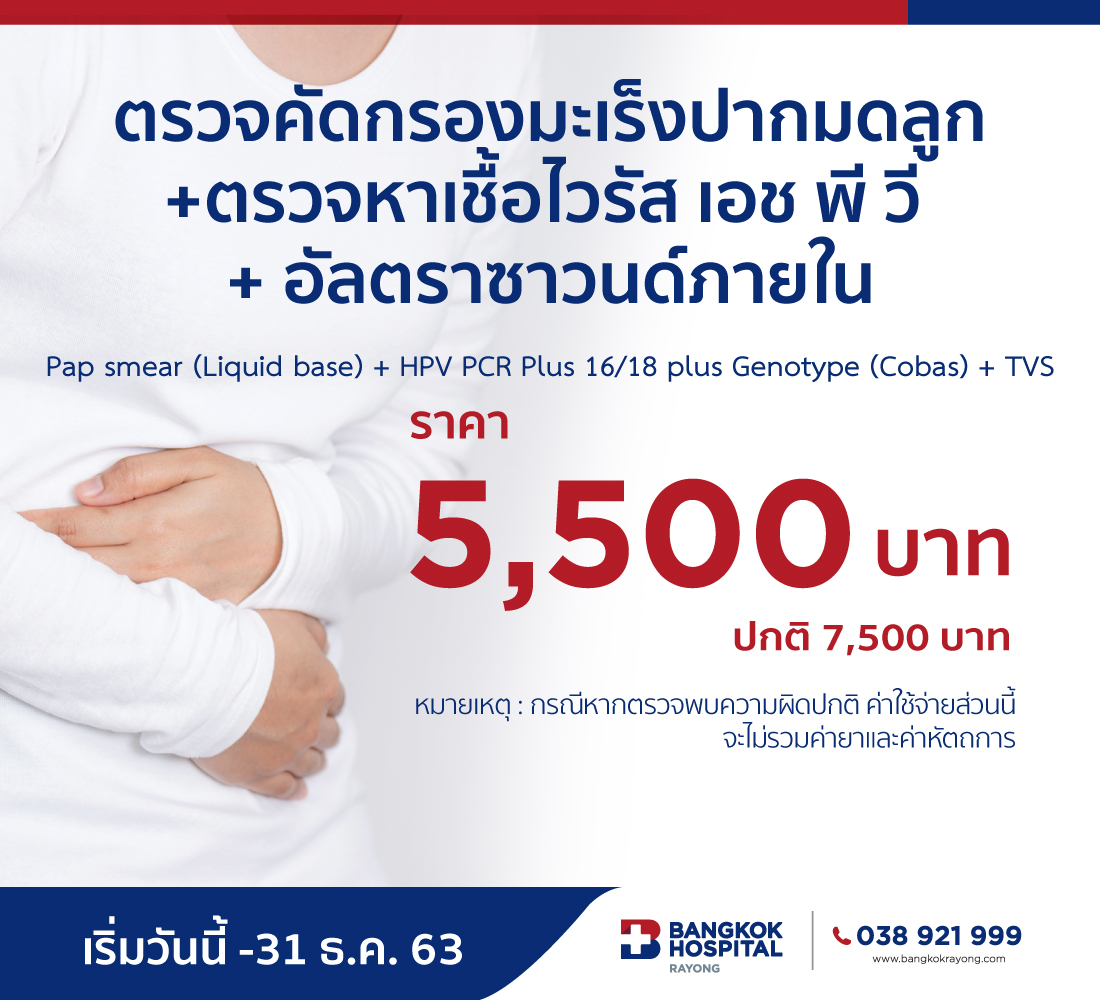 ตรวจคัดกรองมะเร็งปากมดลูก
+ตรวจหาเชื้อไวรัส เอช พี วี
+ อัลตราซาวนด์ภายใน
Pap smear (Liquid base) + HPV PCR Plus 16/18 plus Genotype (Cobas) + TVS
ราคา
5,500 บาท
ปกติ 7,500 บาท
หมายเหตุ : กรณีหากตรวจพบความผิดปกติ ค่าใช้จ่ายส่วนนี้
จะไม่รวมค่ายาและค่าหัตถการ
เริ่มวันนี้ -31 ธ.ค. 63
BANGKOK
HOSPITAL
RAYONG
038 921 999
www.bangkokrayong.com